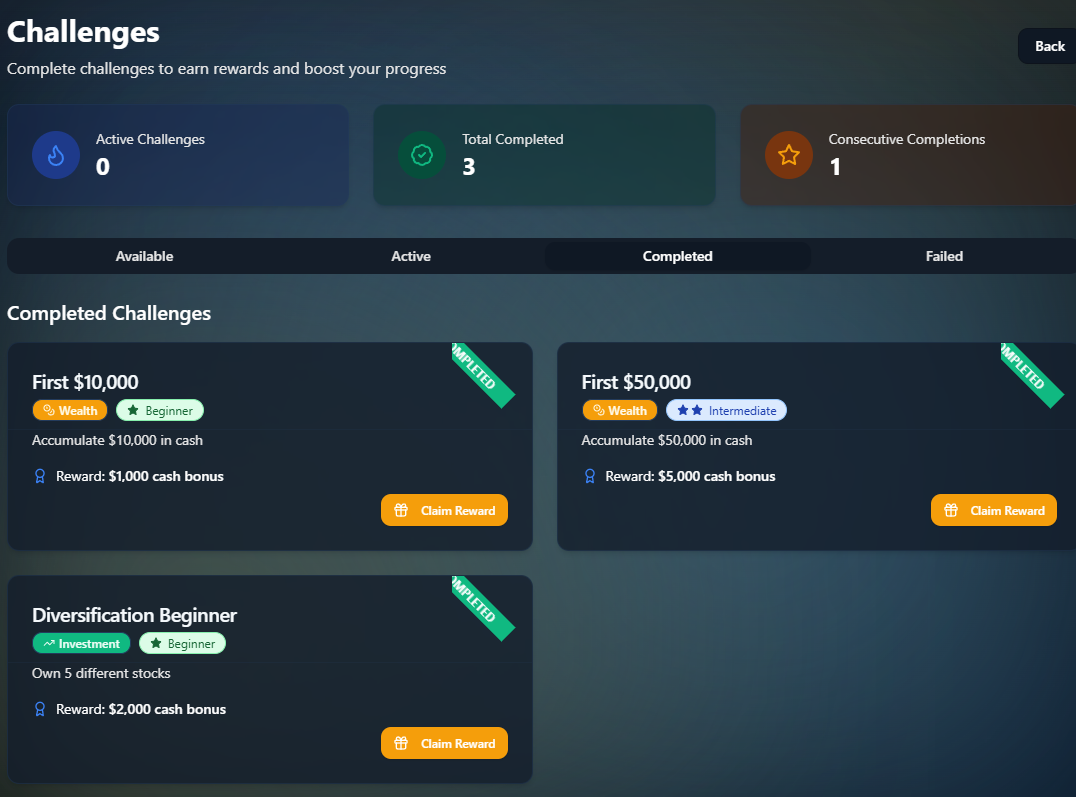 Challenges
Back
Complete challenges to earn rewards and boost your progress
Active Challenges
0
Total Completed
3
Consecutive Completions
1
Available
Active
Completed
Failed
Completed Challenges
OMPLETED
First $10,000
Wealth
Beginner
Accumulate $10,000 in cash
Reward: $1,000 cash bonus
Claim Reward
OMPLETED
First $50,000
Wealth
Intermediate
Accumulate $50,000 in cash
Reward: $5,000 cash bonus
Claim Reward
OMPLETED
Diversification Beginner
Investment
Beginner
Own 5 different stocks
Reward: $2,000 cash bonus
Claim Reward